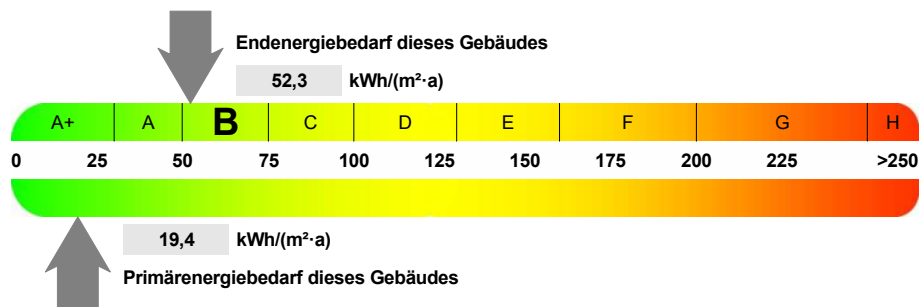 Endenergiebedarf dieses Gebäudes
52,3 kWh/(m²·a)
A+ A B C D E F G H
0 25 50 75 100 125 150 175 200 225 >250
19,4 kWh/(m²·a)
Primärenergiebedarf dieses Gebäudes